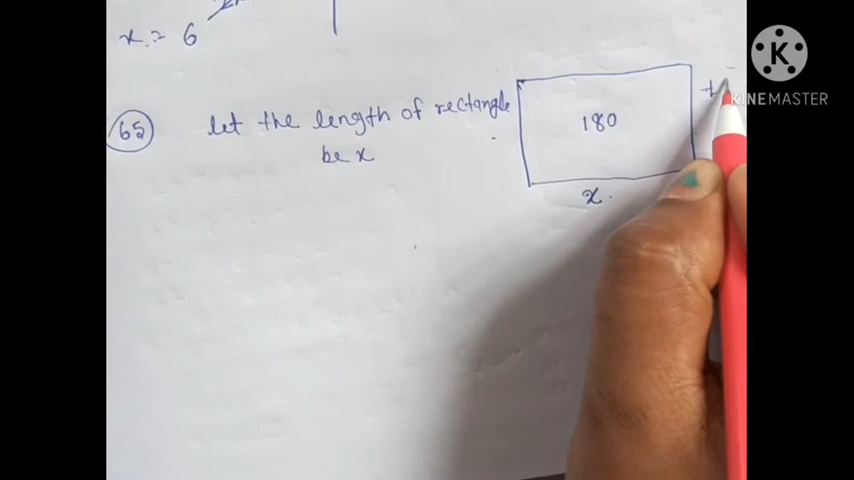 x = 6
K
KINEMASTER
65
let the length of rectangle
be x
180
x.